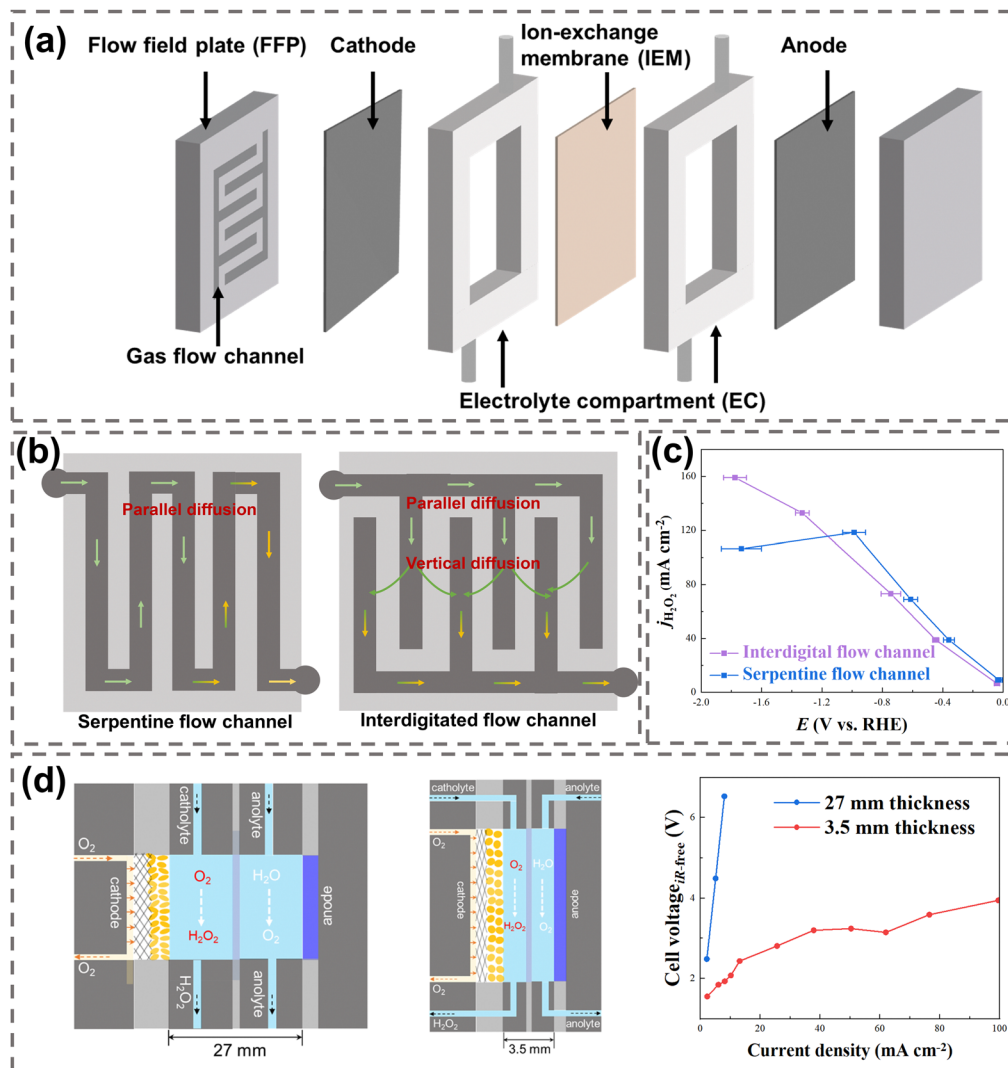 (a)
Flow field plate (FFP)
Cathode
Ion-exchange
membrane (IEM)
Anode
Gas flow channel
Electrolyte compartment (EC)
(b)
Parallel diffusion
Serpentine flow channel
Parallel diffusion
Vertical diffusion
Interdigitated flow channel
(c)
160
120
80
40
0
j_H₂O₂ (mA cm⁻²)
Interdigital flow channel
Serpentine flow channel
-2.0
-1.6
-1.2
-0.8
-0.4
0.0
E (V vs. RHE)
(d)
catholyte
anolyte
O₂
cathode
O₂
H₂O₂
H₂O
O₂
anode
O₂
H₂O₂
anolyte
27 mm
catholyte
anolyte
O₂
cathode
O₂
H₂O₂
H₂O
O₂
anode
O₂
H₂O₂
anolyte
3.5 mm
27 mm thickness
3.5 mm thickness
6
4
2
Cell voltage iR-free (V)
0
20
40
60
80
100
Current density (mA cm⁻²)